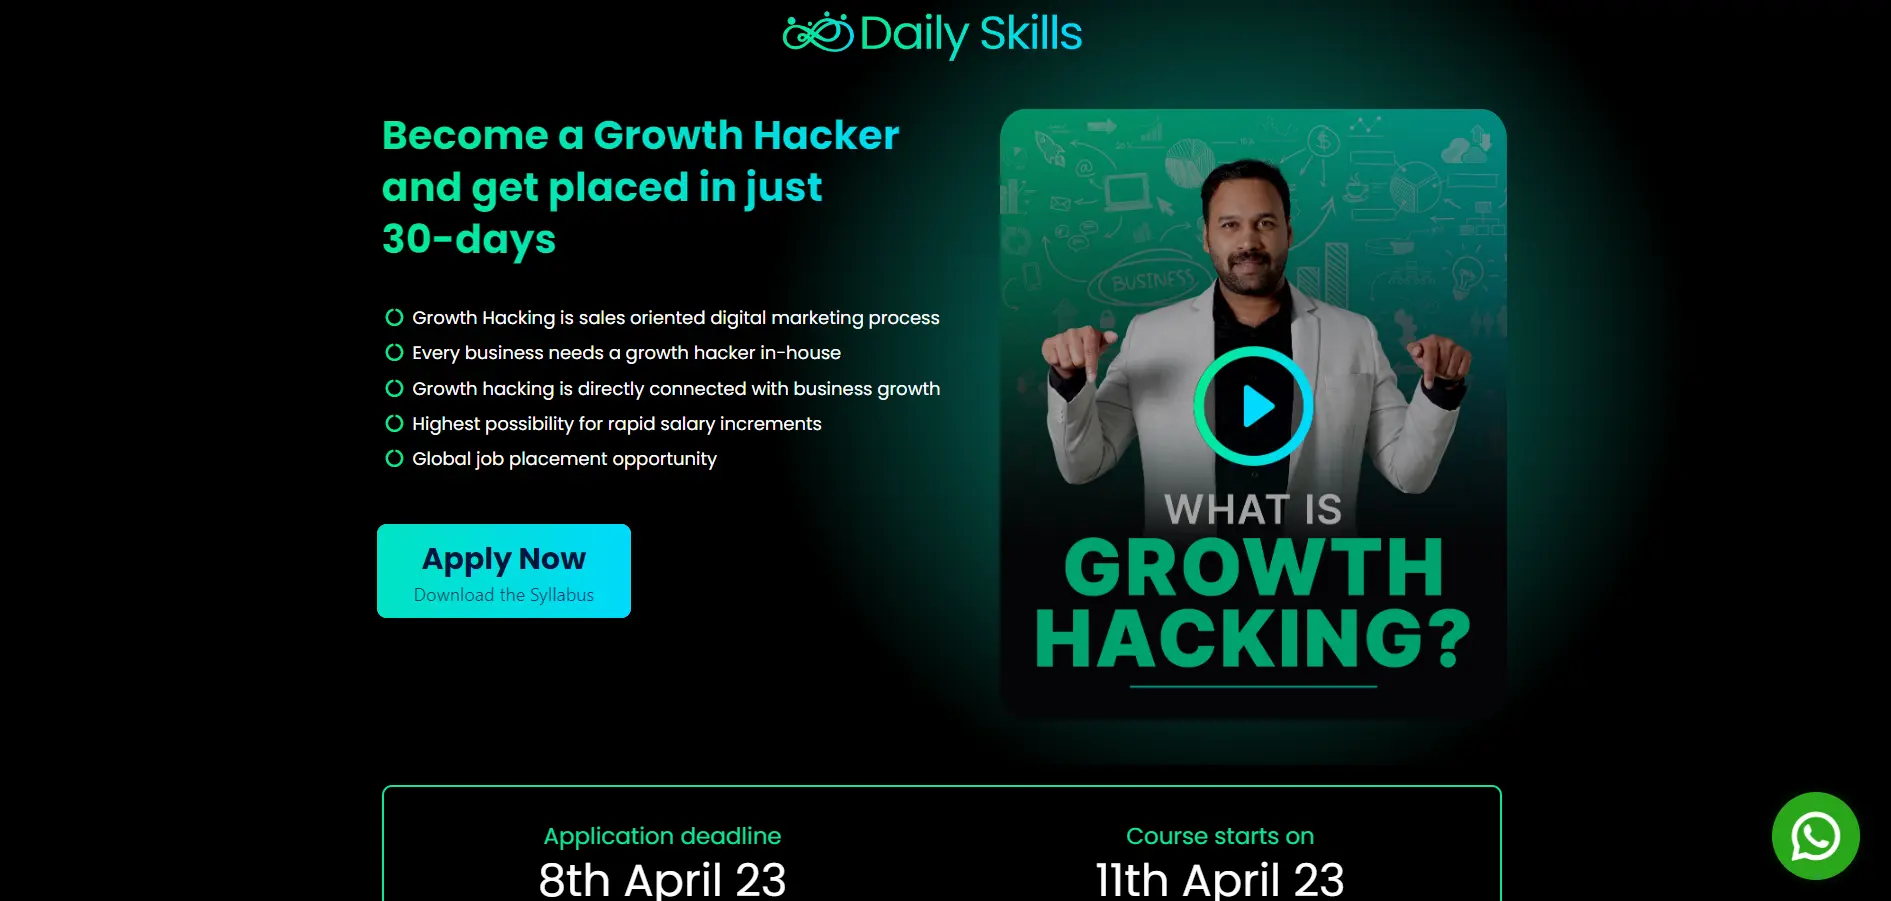 Daily Skills
Become a Growth Hacker
and get placed in just
30-days
Growth Hacking is sales oriented digital marketing process
Every business needs a growth hacker in-house
Growth hacking is directly connected with business growth
Highest possibility for rapid salary increments
Global job placement opportunity
Apply Now
Download the Syllabus
BUSINESS
WHAT IS
GROWTH
HACKING?
Application deadline
8th April 23
Course starts on
11th April 23